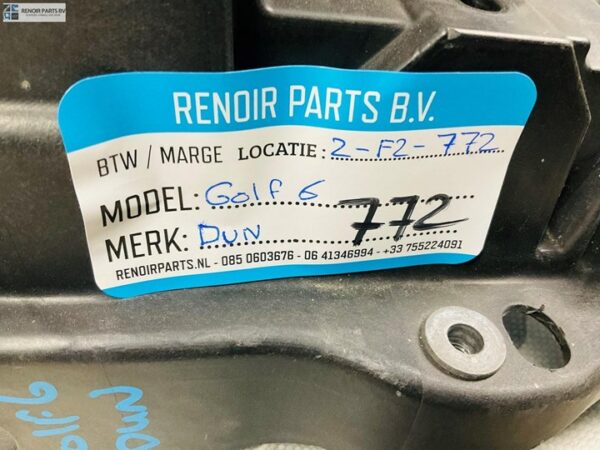 RENOIR PARTS BV
RENOIR PARTS B.V.
BTW / MARGE LOCATIE: 2-F2-772
MODEL: Golf 6
772
MERK: DUN
RENOIRPARTS.NL - 085 0603676 - 06 41346994 - +33 755224091